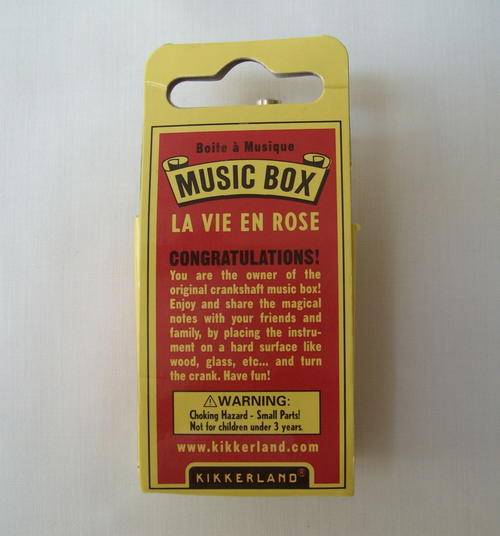 Boite à Musique
MUSIC BOX
LA VIE EN ROSE
CONGRATULATIONS!
You are the owner of the
original crankshaft music box!
Enjoy and share the magical
notes with your friends and
family, by placing the instru-
ment on a hard surface like
wood, glass, etc... and turn
the crank. Have fun!
⚠WARNING:
Choking Hazard - Small Parts!
Not for children under 3 years.
www.kikkerland.com
KIKKERLAND®